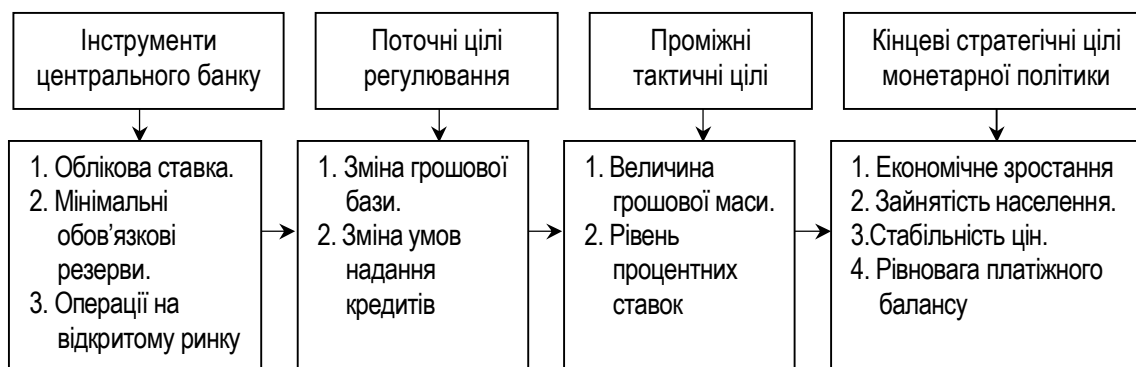 Інструменти
центрального банку
Поточні цілі
регулювання
Проміжні
тактичні цілі
Кінцеві стратегічні цілі
монетарної політики
1. Облікова ставка.
2. Мінімальні
обов’язкові
резерви.
3. Операції на
відкритому ринку
1. Зміна грошової
бази.
2. Зміна умов
надання
кредитів
1. Величина
грошової маси.
2. Рівень
процентних
ставок
1. Економічне зростання
2. Зайнятість населення.
3.Стабільність цін.
4. Рівновага платіжного
балансу